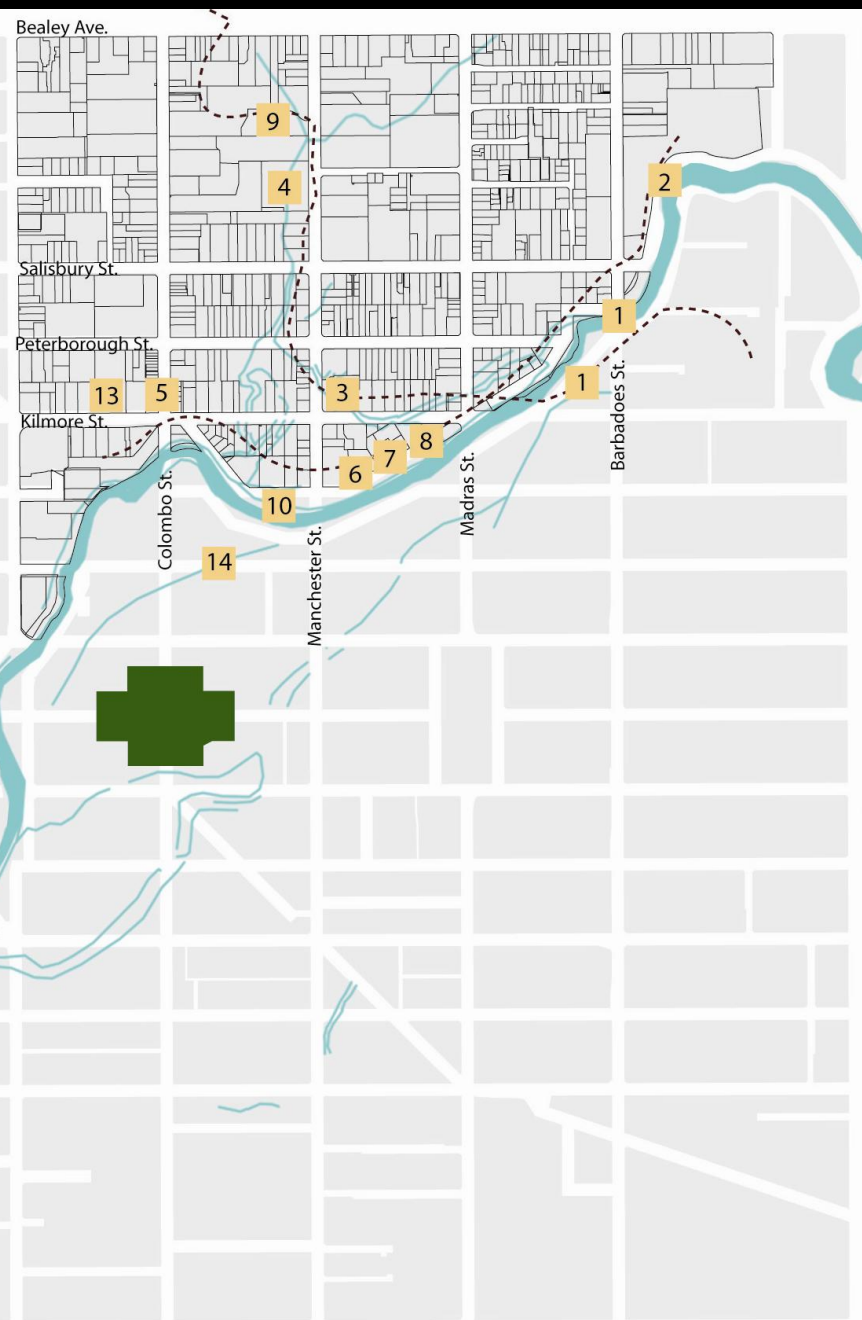 Bealey Ave.
9
4
2
Salisbury St.
1
Peterborough St.
1
13
5
3
Kilmore St.
8
7
6
10
14
Colombo St.
Manchester St.
Madras St.
Barbadoes St.